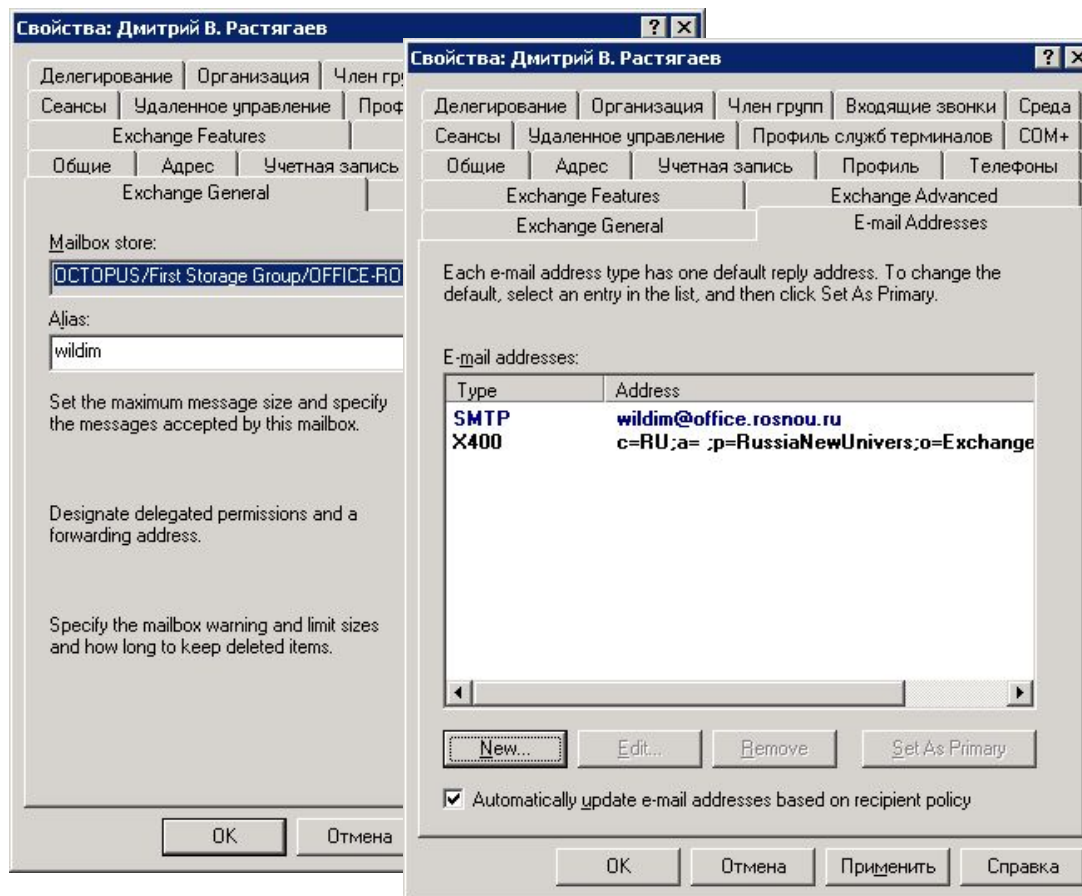 Свойства: Дмитрий В. Растягаев
Делегирование Организация Член гру
Сеансы Удаленное управление Проф
Exchange Features
Общие Адрес Учетная запись
Exchange General
Mailbox store:
OCTOPUS/First Storage Group/OFFICE-RO
Alias:
wildim
Set the maximum message size and specify
the messages accepted by this mailbox.
Designate delegated permissions and a
forwarding address.
Specify the mailbox warning and limit sizes
and how long to keep deleted items.
OK Отмена
Свойства: Дмитрий В. Растягаев
Делегирование Организация Член групп Входящие звонки Среда
Сеансы Удаленное управление Профиль служб терминалов COM+
Общие Адрес Учетная запись Профиль Телефоны
Exchange Features Exchange Advanced
Exchange General E-mail Addresses
Each e-mail address type has one default reply address. To change the
default, select an entry in the list, and then click Set As Primary.
E-mail addresses:
Type Address
SMTP wildim@office.rosnou.ru
X400 c=RU;a= ;p=RussiaNewUnivers;o=Exchange
New... Edit... Remove Set As Primary
Automatically update e-mail addresses based on recipient policy
OK Отмена Применить Справка